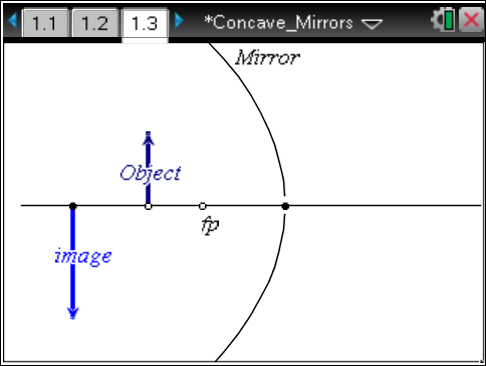 1.1 1.2 1.3 *Concave_Mirrors
Mirror
Object
fp
image